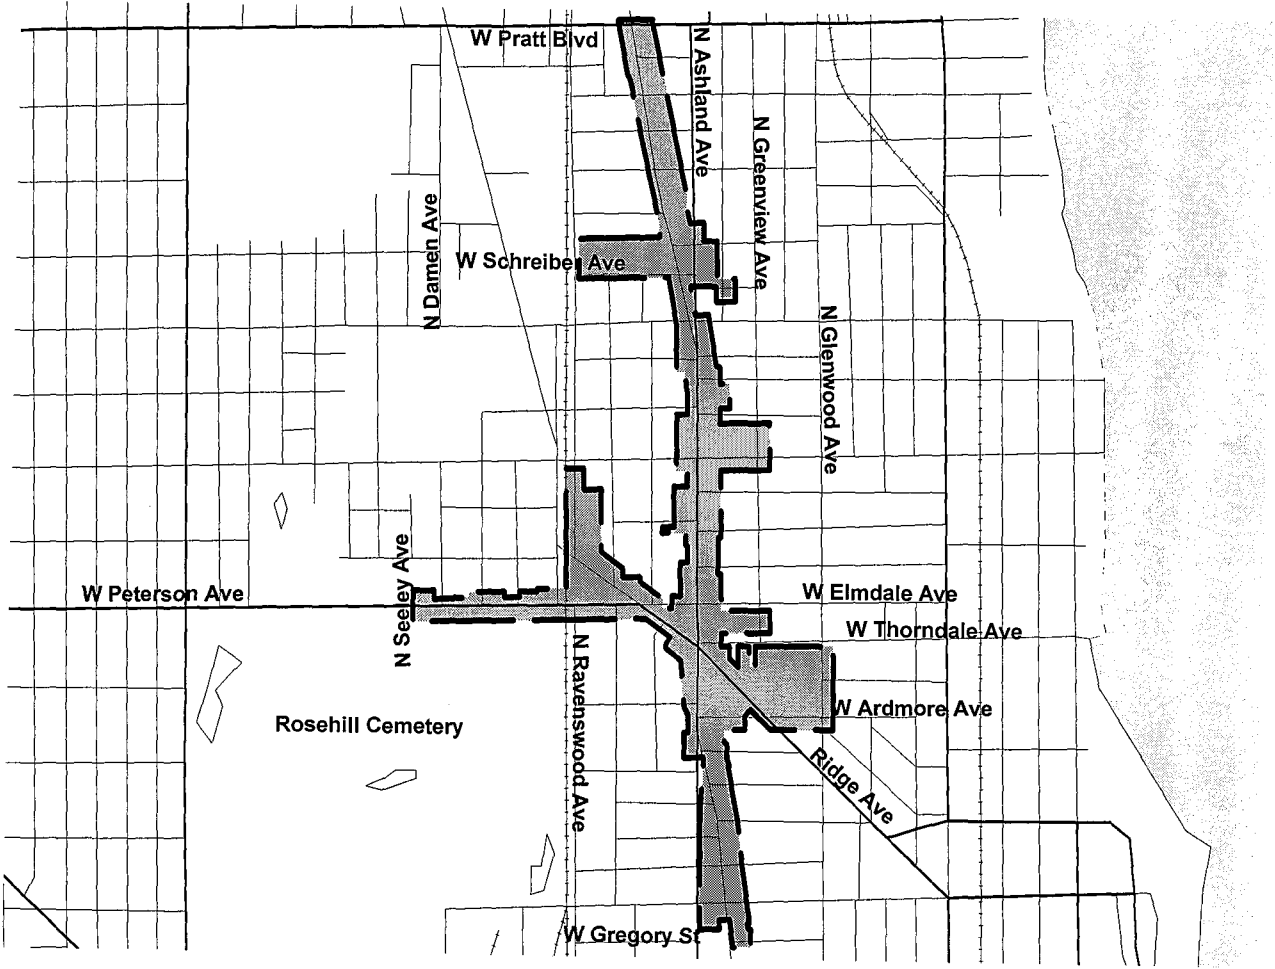 W Pratt Blvd
N Ashland Ave
N Greenview Ave
N Damen Ave
W Schreiber Ave
N Glenwood Ave
N Seeley Ave
W Peterson Ave
W Elmdale Ave
W Thorndale Ave
N Ravenswood Ave
W Ardmore Ave
Rosehill Cemetery
Ridge Ave
W Gregory St